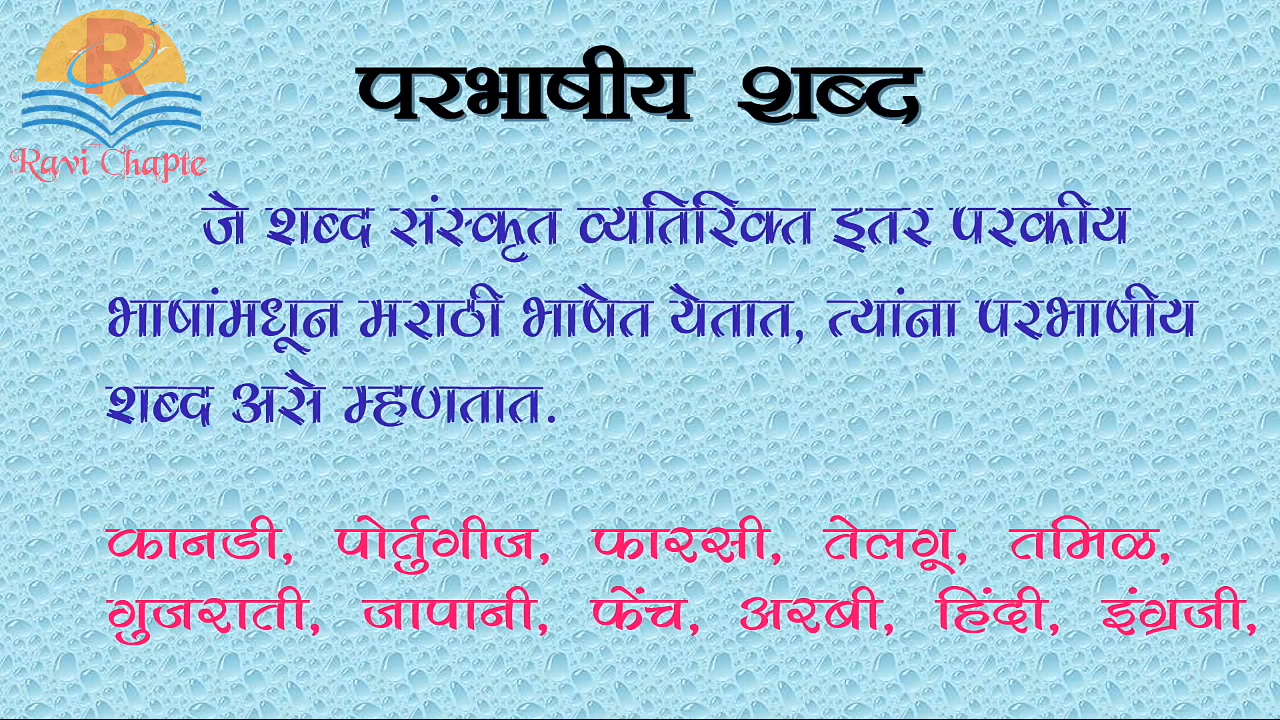 R
Ravi Chapte
परभाषीय शब्द
जे शब्द संस्कृत व्यतिरिक्त इतर परकीय
भाषांमधून मराठी भाषेत येतात, त्यांना परभाषीय
शब्द असे म्हणतात.
कानडी, पोर्तुगीज, फारसी, तेलगू, तमिळ,
गुजराती, जापानी, फेंच, अरबी, हिंदी, इंग्रजी,